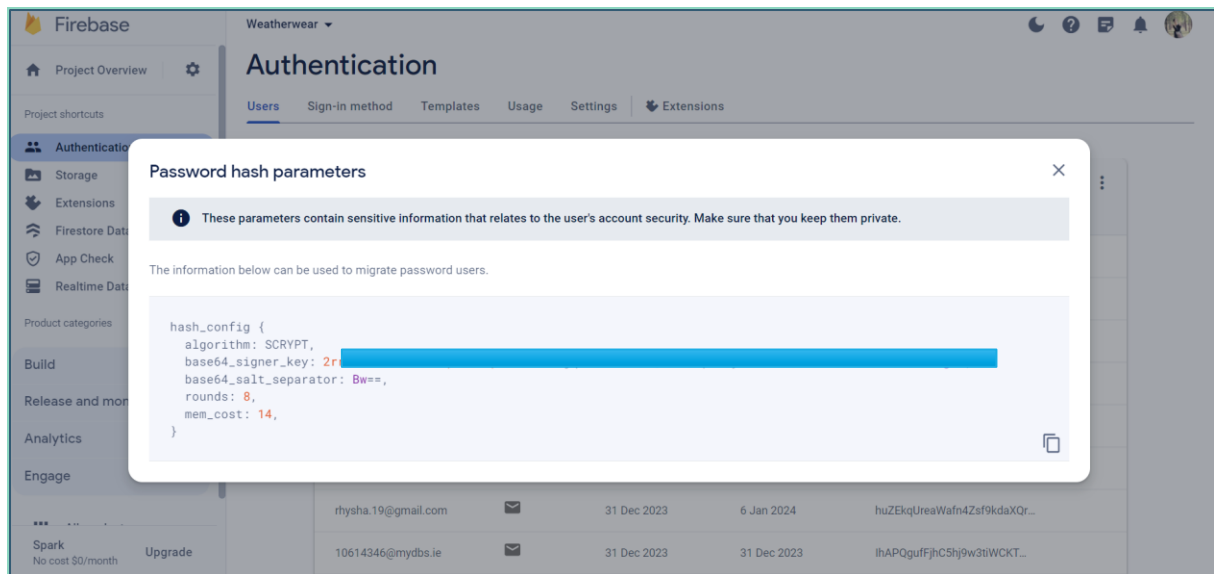 Firebase
Weatherwear
Project Overview
Authentication
Users Sign-in method Templates Usage Settings Extensions
Project shortcuts
Authenticatio
Storage
Extensions
Firestore Data
App Check
Realtime Data
Product categories
Build
Release and mon
Analytics
Engage
Spark
No cost $0/month
Upgrade
Password hash parameters
These parameters contain sensitive information that relates to the user's account security. Make sure that you keep them private.
The information below can be used to migrate password users.
hash_config {
algorithm: SCRYPT,
base64_signer_key: 2r
base64_salt_separator: Bw==,
rounds: 8,
mem_cost: 14,
}
rhysha.19@gmail.com 31 Dec 2023 6 Jan 2024 huZEkqUreaWafn4Zsf9kdaXQr...
10614346@mydbs.ie 31 Dec 2023 31 Dec 2023 IhAPQgufFjhC5hj9w3tiWCKT...